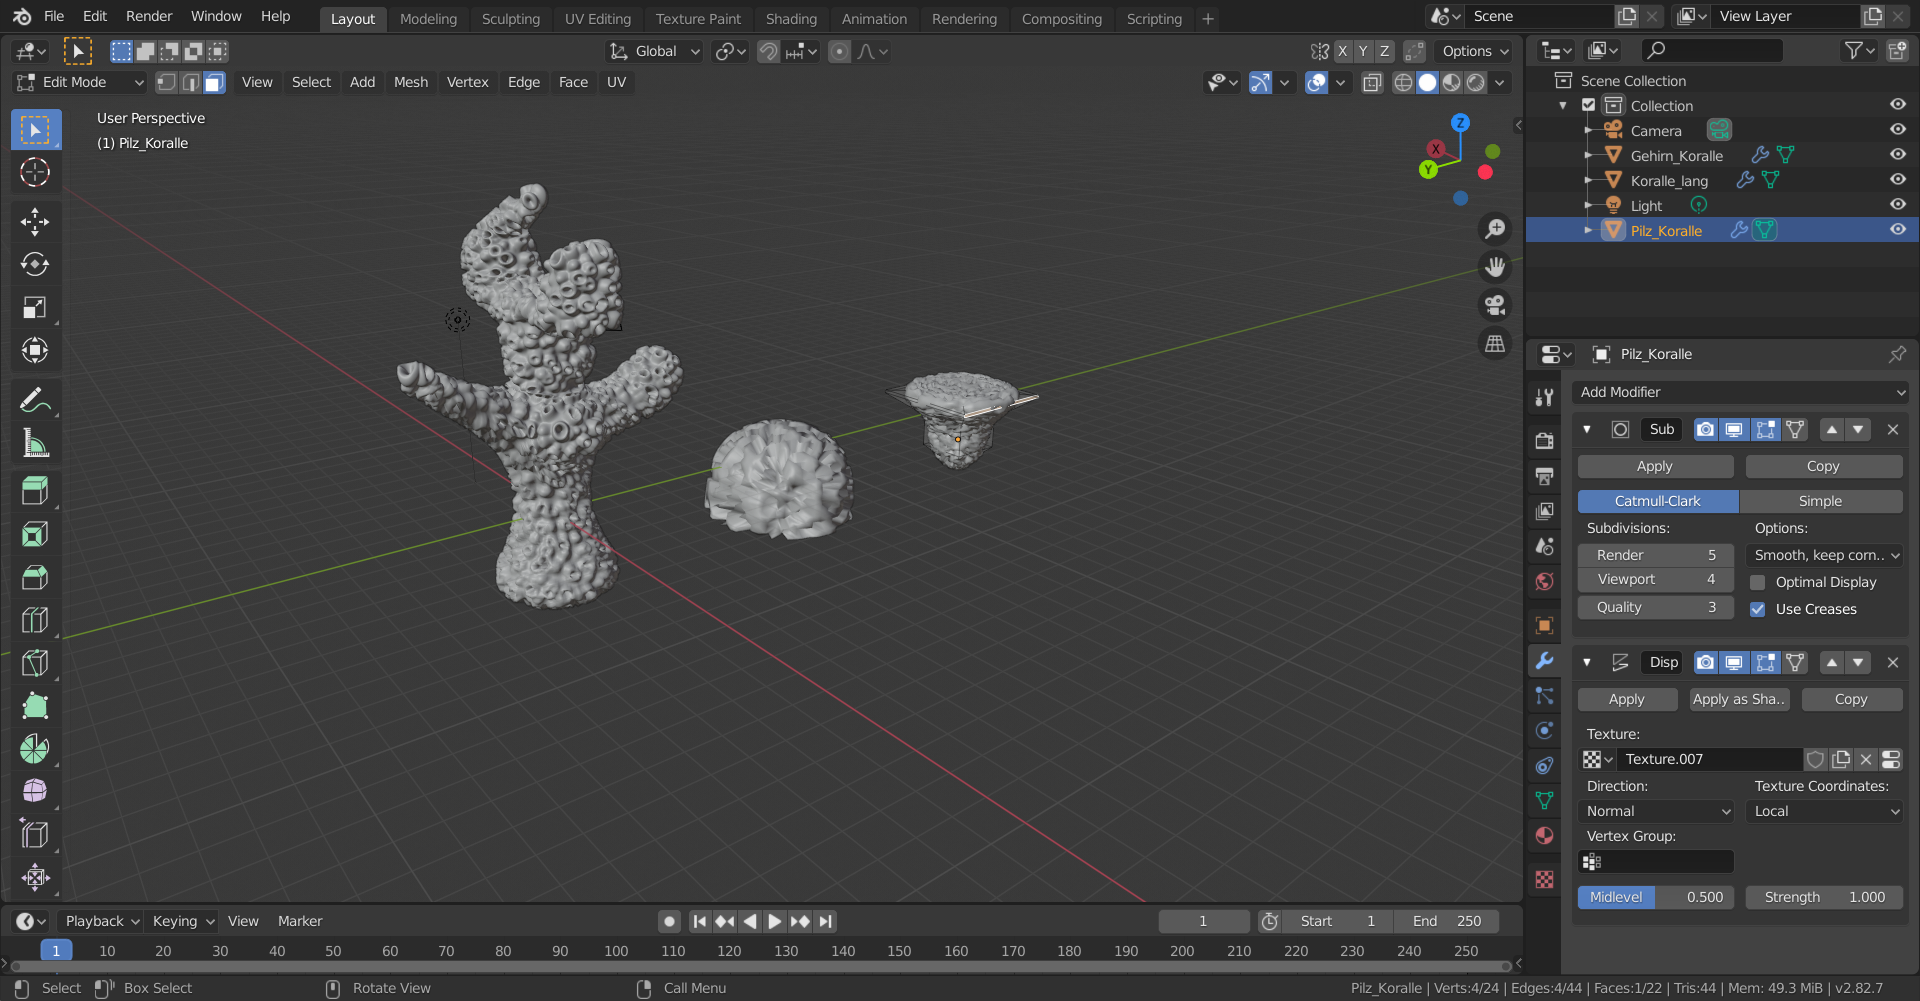 File Edit Render Window Help Layout Modeling Sculpting UV Editing Texture Paint Shading Animation Rendering Compositing Scripting + Scene View Layer
Global X Y Z Options
Edit Mode View Select Add Mesh Vertex Edge Face UV
User Perspective
(1) Pilz_Koralle
Z
X
Y
Scene Collection
Collection
Camera
Gehirn_Koralle
Koralle_lang
Light
Pilz_Koralle
Pilz_Koralle
Add Modifier
Sub
Apply Copy
Catmull-Clark Simple
Subdivisions: Options:
Render 5 Smooth, keep corn..
Viewport 4 Optimal Display
Quality 3 Use Creases
Disp
Apply Apply as Sha.. Copy
Texture:
Texture.007
Direction: Texture Coordinates:
Normal Local
Vertex Group:
Midlevel 0.500 Strength 1.000
Playback Keying View Marker 1 Start 1 End 250
1 10 20 30 40 50 60 70 80 90 100 110 120 130 140 150 160 170 180 190 200 210 220 230 240 250
Select Box Select Rotate View Call Menu Pilz_Koralle | Verts:4/24 | Edges:4/44 | Faces:1/22 | Tris:44 | Mem: 49.3 MiB | v2.82.7